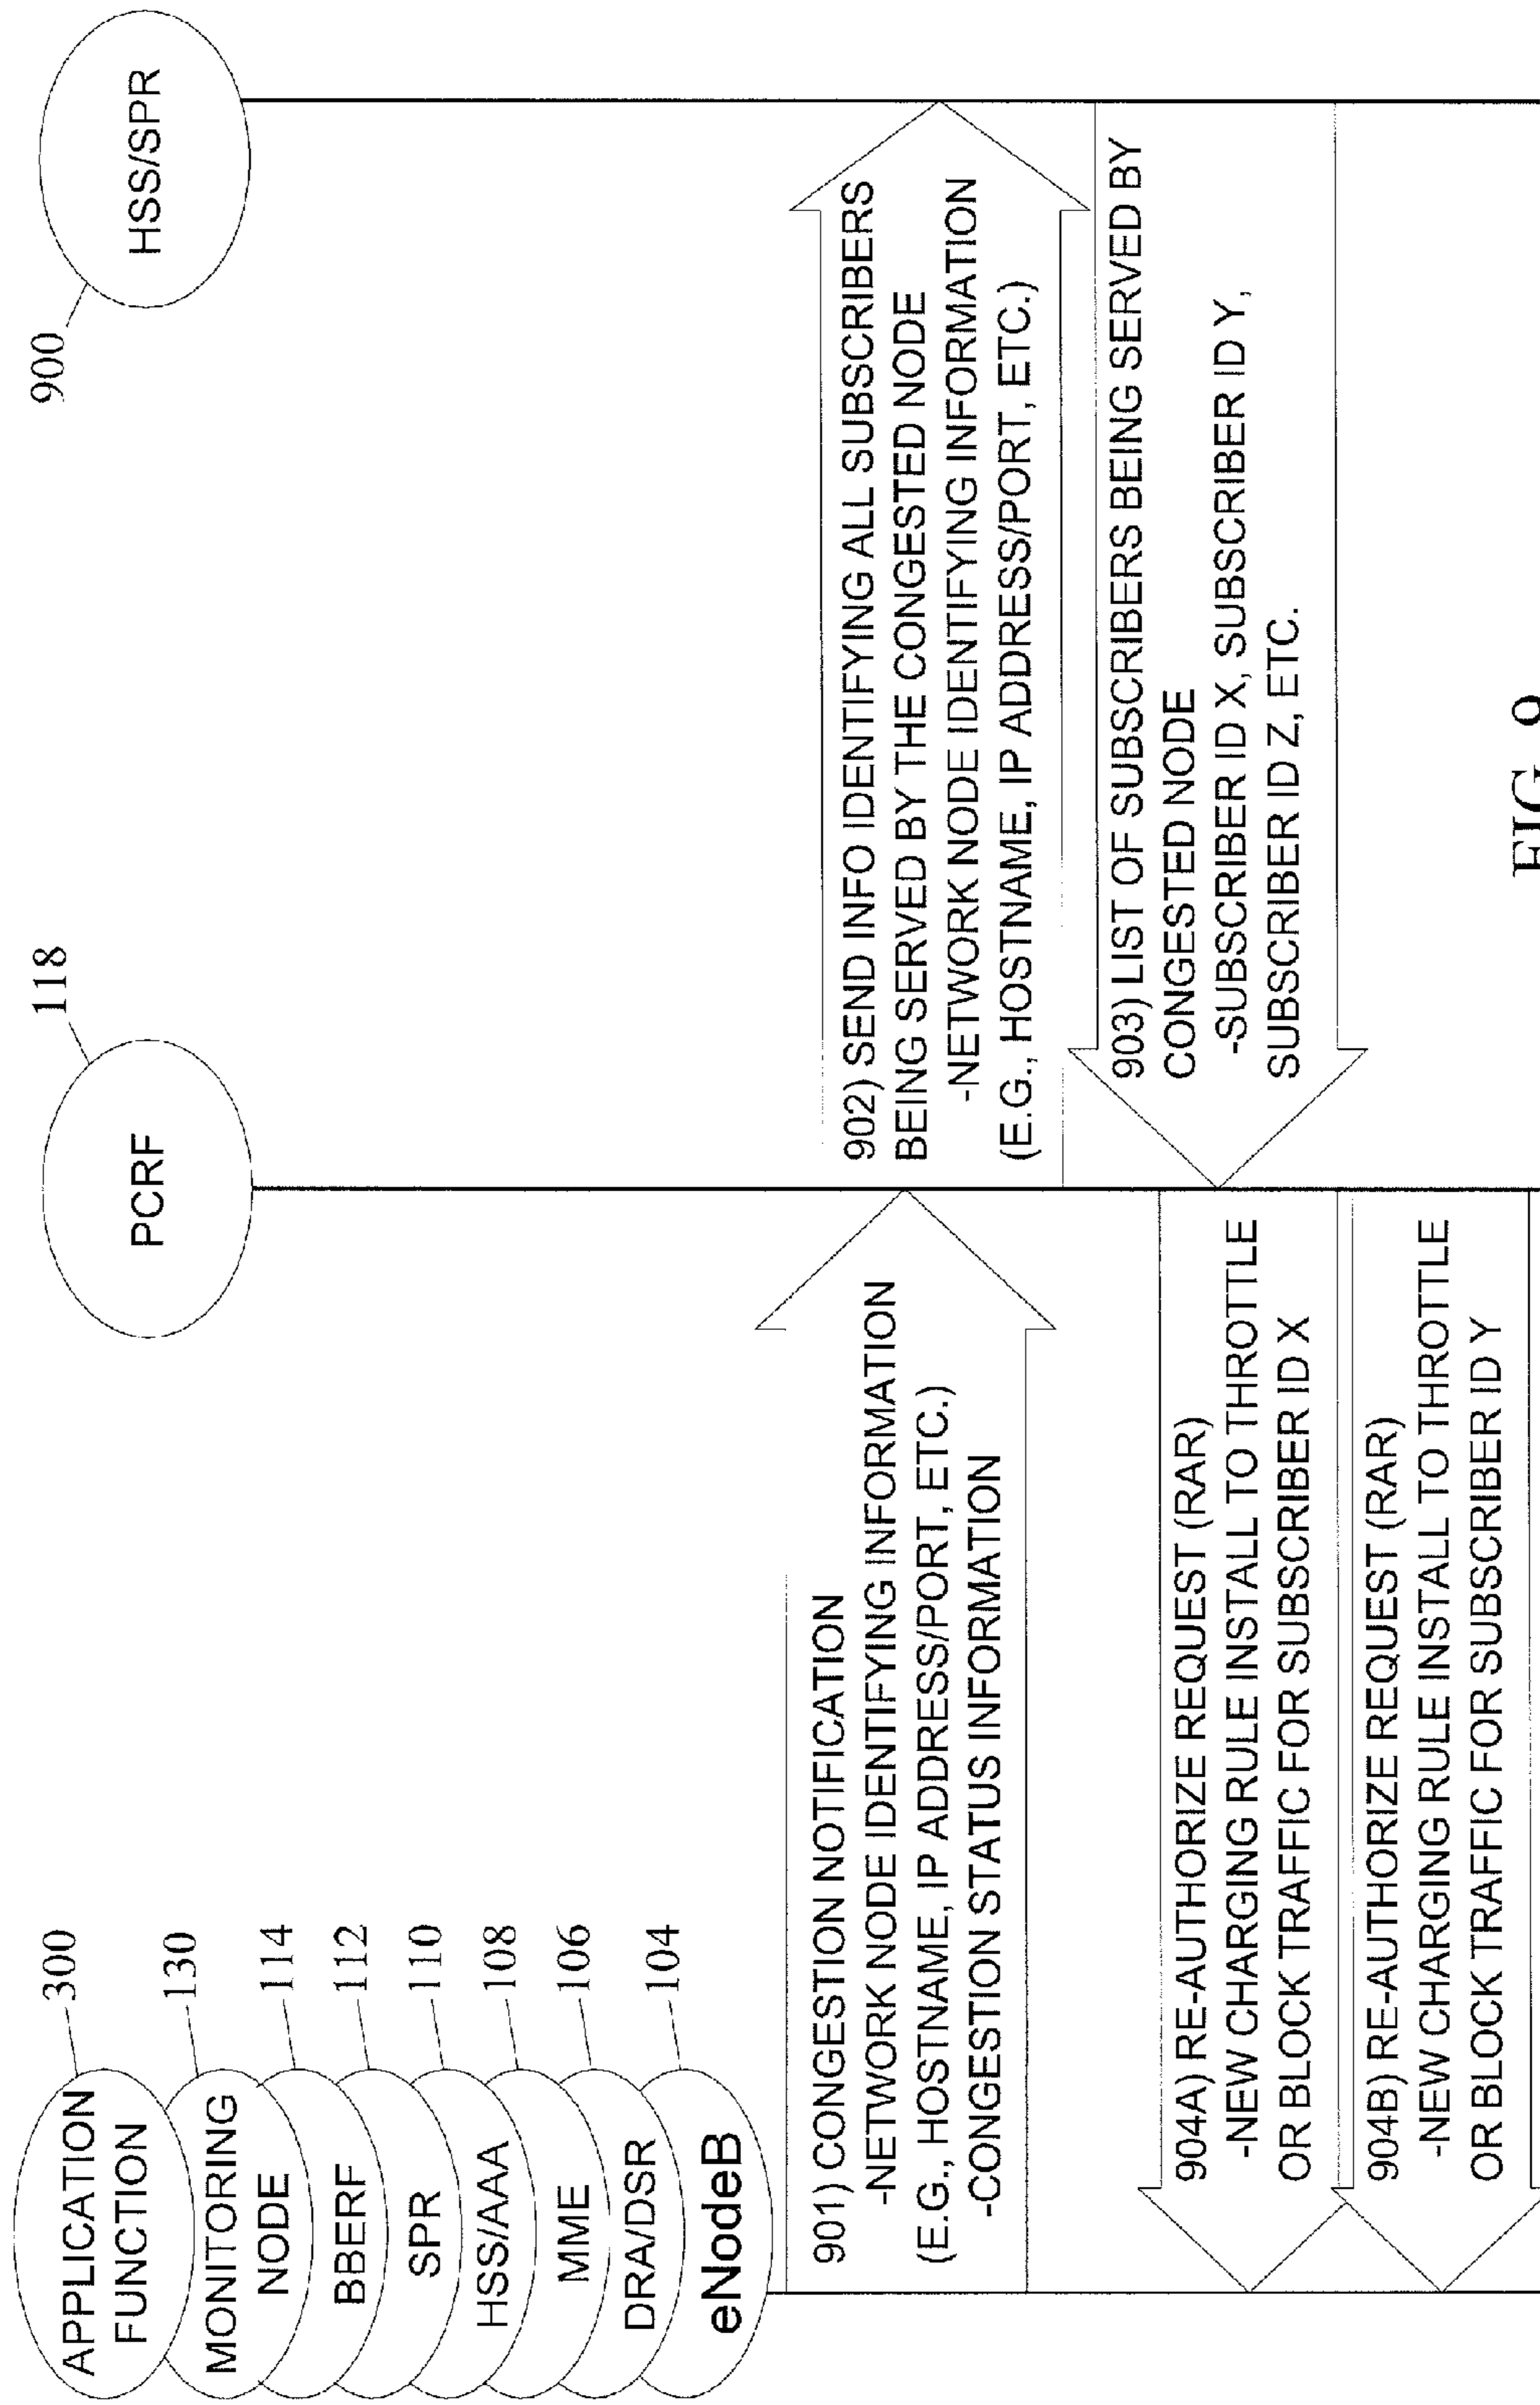 APPLICATION
FUNCTION
300
MONITORING
NODE
130
BBERF
114
SPR
112
HSS/AAA
110
MME
108
DRA/DSR
106
eNodeB
104
PCRF
118
HSS/SPR
900
901) CONGESTION NOTIFICATION
-NETWORK NODE IDENTIFYING INFORMATION
(E.G., HOSTNAME, IP ADDRESS/PORT, ETC.)
-CONGESTION STATUS INFORMATION
902) SEND INFO IDENTIFYING ALL SUBSCRIBERS
BEING SERVED BY THE CONGESTED NODE
-NETWORK NODE IDENTIFYING INFORMATION
(E.G., HOSTNAME, IP ADDRESS/PORT, ETC.)
903) LIST OF SUBSCRIBERS BEING SERVED BY
CONGESTED NODE
-SUBSCRIBER ID X, SUBSCRIBER ID Y,
SUBSCRIBER ID Z, ETC.
904A) RE-AUTHORIZE REQUEST (RAR)
-NEW CHARGING RULE INSTALL TO THROTTLE
OR BLOCK TRAFFIC FOR SUBSCRIBER ID X
904B) RE-AUTHORIZE REQUEST (RAR)
-NEW CHARGING RULE INSTALL TO THROTTLE
OR BLOCK TRAFFIC FOR SUBSCRIBER ID Y
FIG. 9